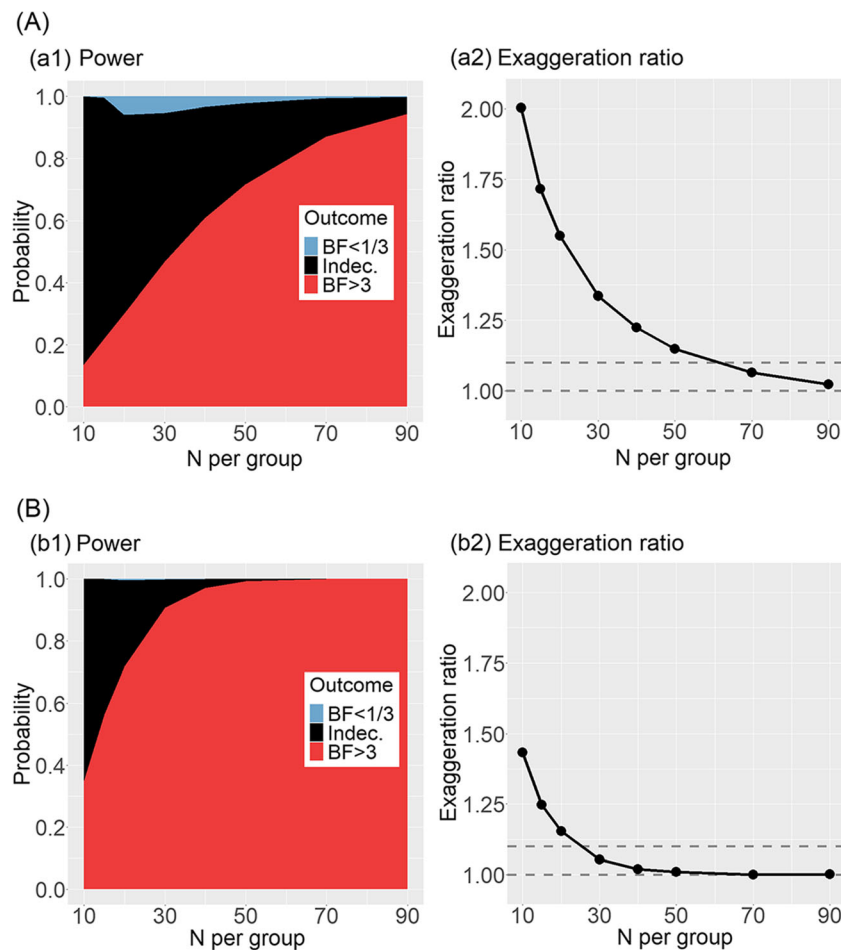 (A)
(a1) Power
(a2) Exaggeration ratio
Probability
1.0
0.8
0.6
0.4
0.2
0.0
Outcome
BF<1/3
Indec.
BF>3
10 30 50 70 90
N per group
Exaggeration ratio
2.00
1.75
1.50
1.25
1.00
10 30 50 70 90
N per group
(B)
(b1) Power
(b2) Exaggeration ratio
Probability
1.0
0.8
0.6
0.4
0.2
0.0
Outcome
BF<1/3
Indec.
BF>3
10 30 50 70 90
N per group
Exaggeration ratio
2.00
1.75
1.50
1.25
1.00
10 30 50 70 90
N per group